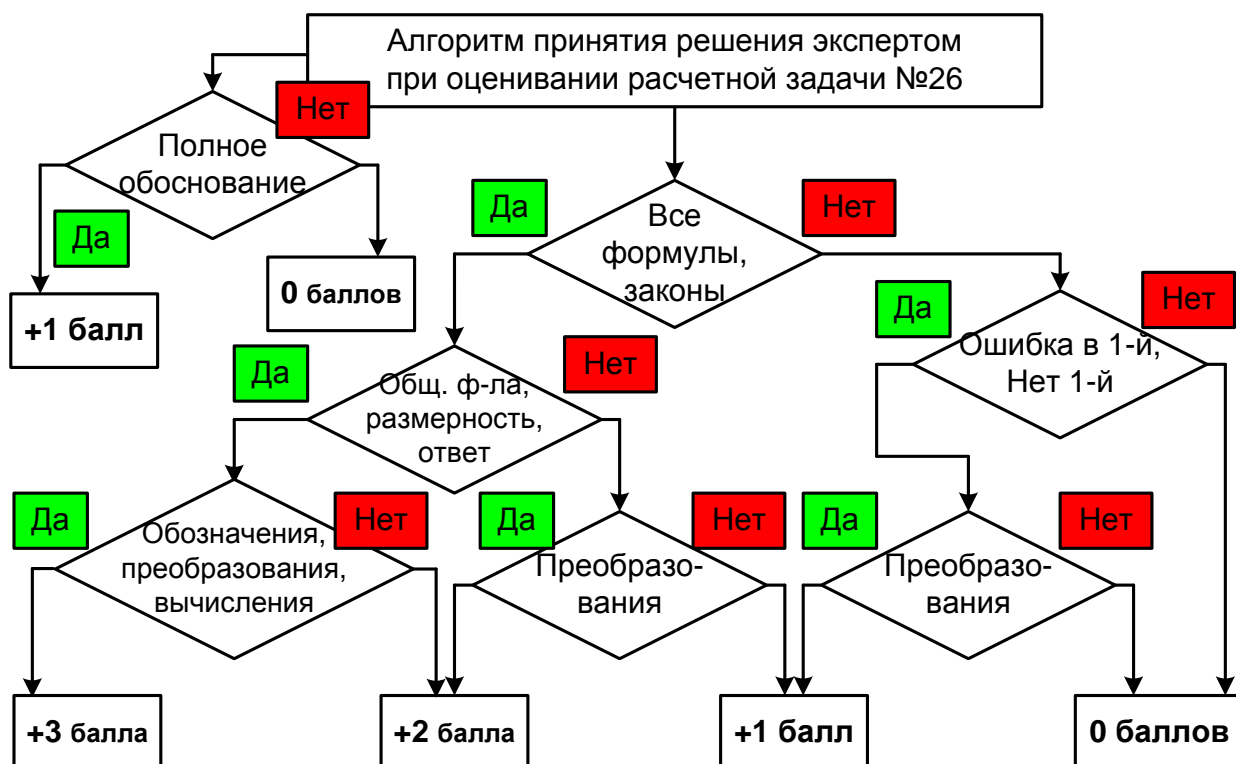 Алгоритм принятия решения экспертом
при оценивании расчетной задачи №26
Нет
Полное
обоснование
Да
+1 балл
0 баллов
Да
Нет
Все
формулы,
законы
Да
Нет
Ошибка в 1-й,
Нет 1-й
Да
Нет
Общ. ф-ла,
размерность,
ответ
Да
Нет
Обозначения,
преобразования,
вычисления
Да
Нет
Преобразо-
вания
Да
Нет
Преобразо-
вания
+3 балла
+2 балла
+1 балл
0 баллов